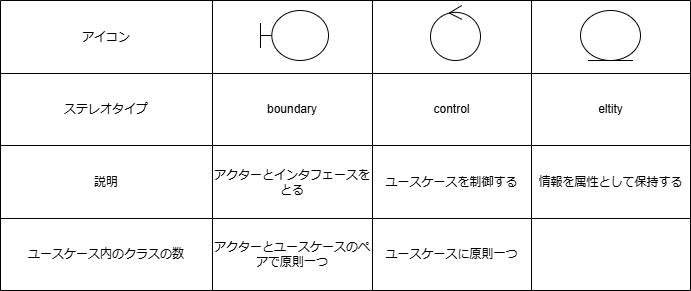 アイコン
ステレオタイプ
boundary
control
eltity
説明
アクターとインタフェースを
とる
ユースケースを制御する
情報を属性として保持する
ユースケース内のクラスの数
アクターとユースケースのペ
アで原則一つ
ユースケースに原則一つ